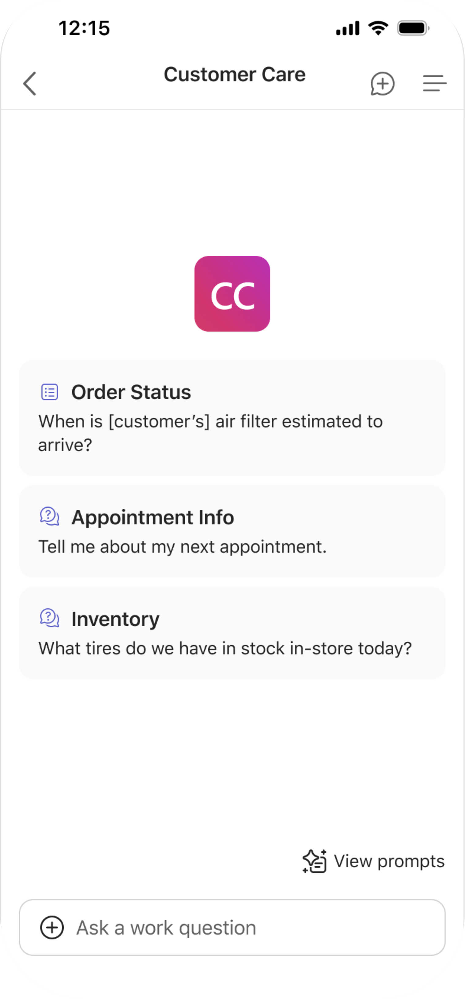 12:15
Customer Care
CC
Order Status
When is [customer’s] air filter estimated to
arrive?
Appointment Info
Tell me about my next appointment.
Inventory
What tires do we have in stock in-store today?
View prompts
Ask a work question